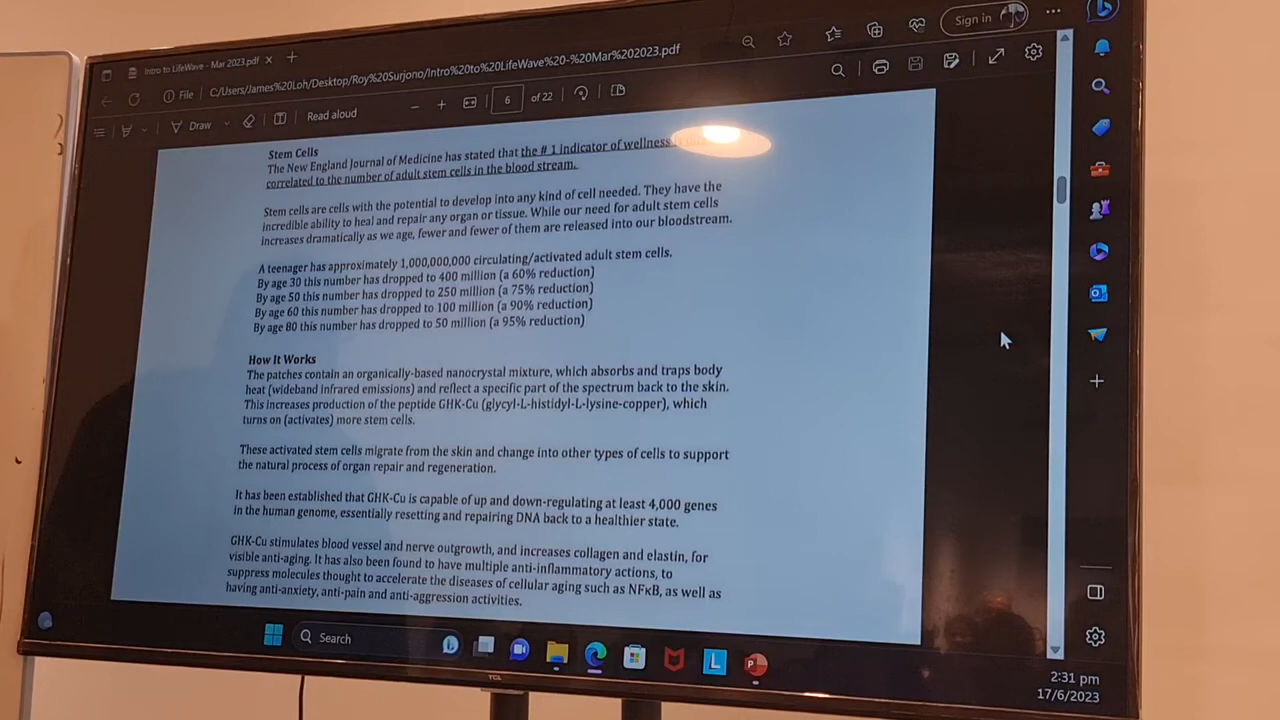 Intro to LifeWave - Mar 2023.pdf
Sign in
File
C:/Users/James%20Loh/Desktop/Roy%20Surjono/Intro%20to%20LifeWave%20-%20Mar%202023.pdf
Draw
Read aloud
6
of 22
Stem Cells
The New England Journal of Medicine has stated that the # 1 indicator of wellness
correlated to the number of adult stem cells in the blood stream.
Stem cells are cells with the potential to develop into any kind of cell needed. They have the
incredible ability to heal and repair any organ or tissue. While our need for adult stem cells
increases dramatically as we age, fewer and fewer of them are released into our bloodstream.
A teenager has approximately 1,000,000,000 circulating/activated adult stem cells.
By age 30 this number has dropped to 400 million (a 60% reduction)
By age 50 this number has dropped to 250 million (a 75% reduction)
By age 60 this number has dropped to 100 million (a 90% reduction)
By age 80 this number has dropped to 50 million (a 95% reduction)
How It Works
The patches contain an organically-based nanocrystal mixture, which absorbs and traps body
heat (wideband infrared emissions) and reflect a specific part of the spectrum back to the skin.
This increases production of the peptide GHK-Cu (glycyl-L-histidyl-L-lysine-copper), which
turns on (activates) more stem cells.
These activated stem cells migrate from the skin and change into other types of cells to support
the natural process of organ repair and regeneration.
It has been established that GHK-Cu is capable of up and down-regulating at least 4,000 genes
in the human genome, essentially resetting and repairing DNA back to a healthier state.
GHK-Cu stimulates blood vessel and nerve outgrowth, and increases collagen and elastin, for
visible anti-aging. It has also been found to have multiple anti-inflammatory actions, to
suppress molecules thought to accelerate the diseases of cellular aging such as NFκB, as well as
having anti-anxiety, anti-pain and anti-aggression activities.
Search
2:31 pm
17/6/2023
TCL